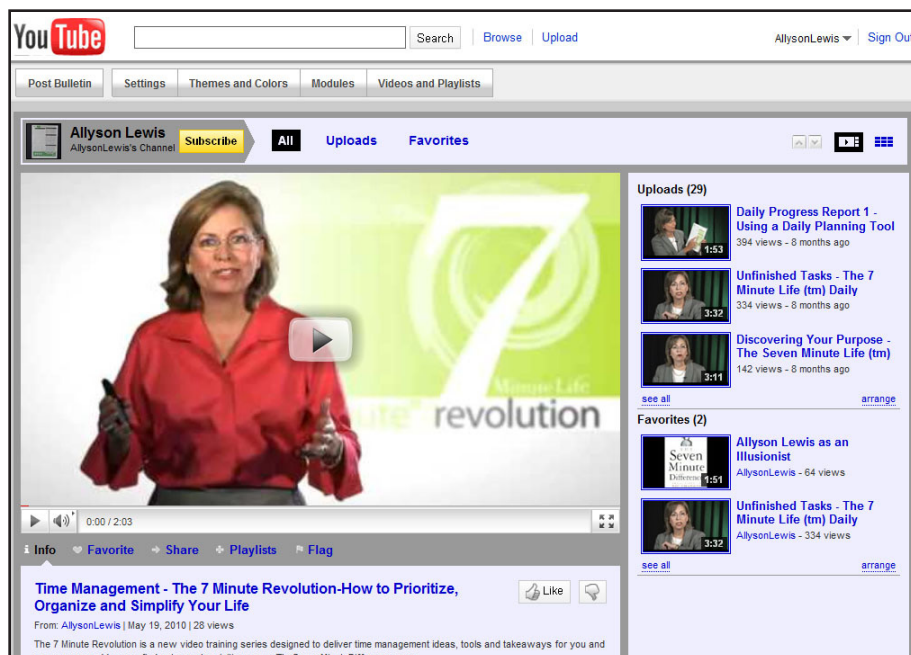 YouTube
Search
Browse
Upload
AllysonLewis
Sign Out
Post Bulletin
Settings
Themes and Colors
Modules
Videos and Playlists
Allyson Lewis
AllysonLewis's Channel
Subscribe
All
Uploads
Favorites
7
Minute Life
revolution
0:00 / 2:03
Info
Favorite
Share
Playlists
Flag
Time Management - The 7 Minute Revolution-How to Prioritize,
Organize and Simplify Your Life
Like
From: AllysonLewis | May 19, 2010 | 28 views
The 7 Minute Revolution is a new video training series designed to deliver time management ideas, tools and takeaways for you and
Uploads (29)
Daily Progress Report 1 -
Using a Daily Planning Tool
394 views - 8 months ago
1:53
Unfinished Tasks - The 7
Minute Life (tm) Daily
334 views - 8 months ago
3:32
Discovering Your Purpose -
The Seven Minute Life (tm)
142 views - 8 months ago
3:11
see all
arrange
Favorites (2)
Allyson Lewis as an
Illusionist
AllysonLewis - 64 views
Seven
Minute
Difference
1:51
Unfinished Tasks - The 7
Minute Life (tm) Daily
AllysonLewis - 334 views
3:32
see all
arrange